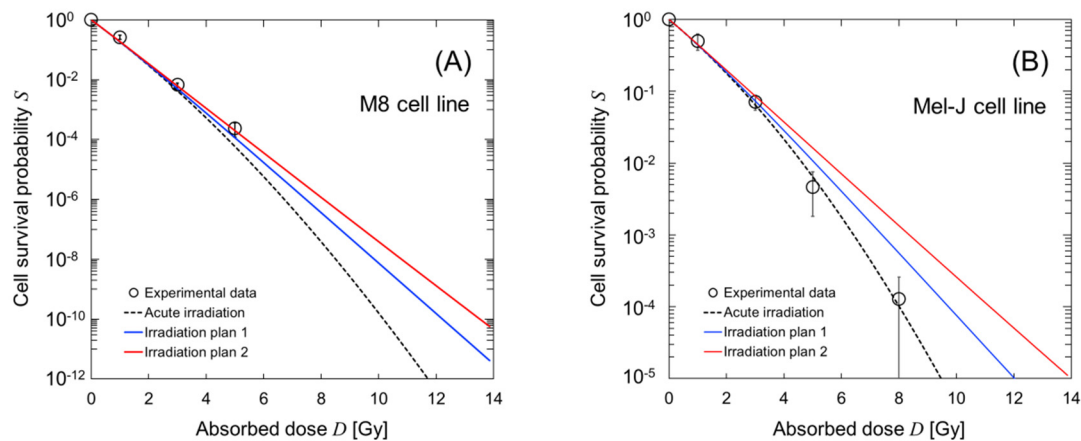 (A)
M8 cell line
Cell survival probability S
10⁰
10⁻²
10⁻⁴
10⁻⁶
10⁻⁸
10⁻¹⁰
10⁻¹²
Experimental data
Acute irradiation
Irradiation plan 1
Irradiation plan 2
0 2 4 6 8 10 12 14
Absorbed dose D [Gy]
(B)
Mel-J cell line
Cell survival probability S
10⁰
10⁻¹
10⁻²
10⁻³
10⁻⁴
10⁻⁵
Experimental data
Acute irradiation
Irradiation plan 1
Irradiation plan 2
0 2 4 6 8 10 12 14
Absorbed dose D [Gy]